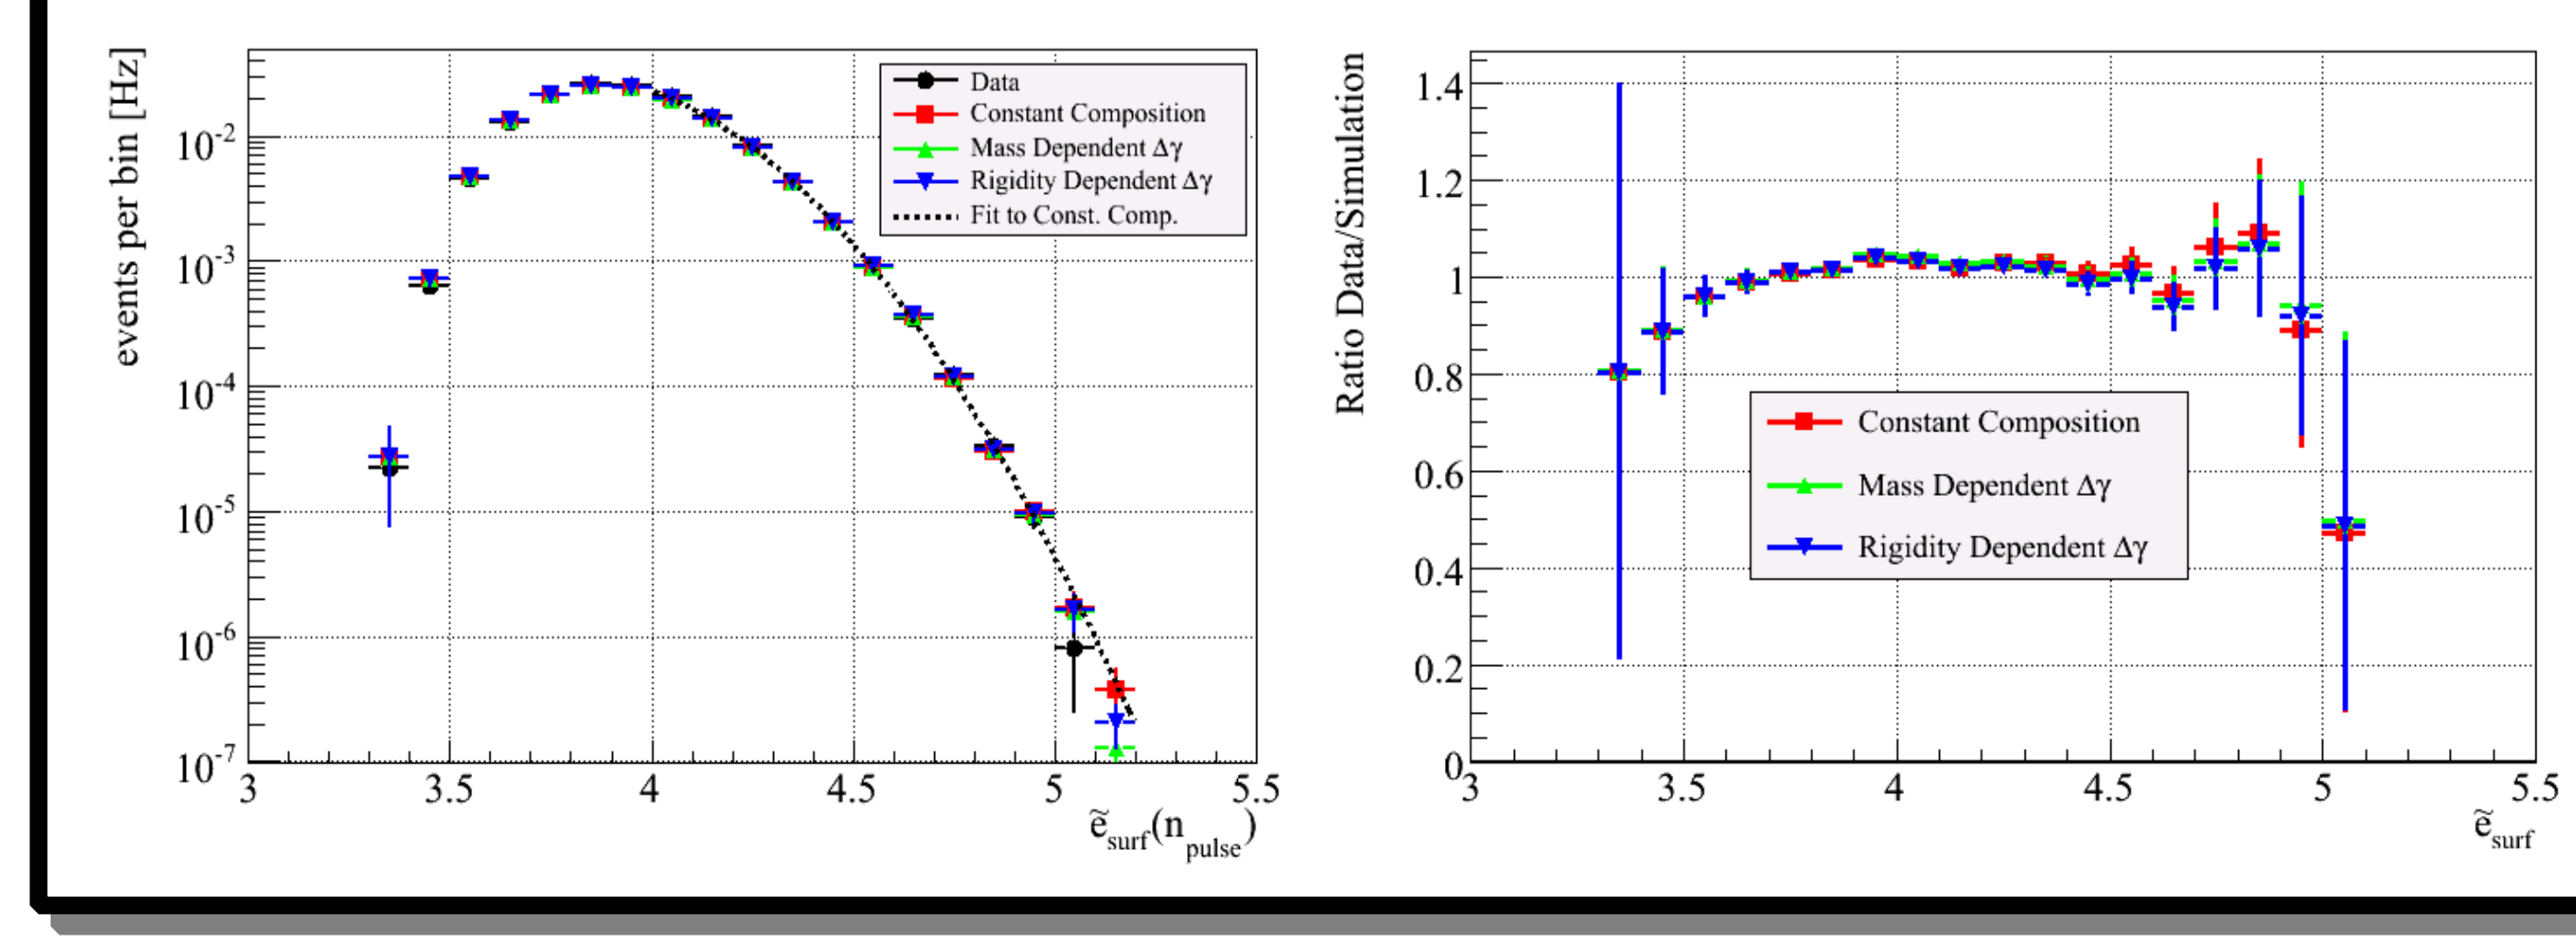 events per bin [Hz]
10⁻²
10⁻³
10⁻⁴
10⁻⁵
10⁻⁶
10⁻⁷
3 3.5 4 4.5 5 5.5
ẽsurf(npulse)
Data
Constant Composition
Mass Dependent Δγ
Rigidity Dependent Δγ
Fit to Const. Comp.
Ratio Data/Simulation
1.4
1.2
1
0.8
0.6
0.4
0.2
0
3 3.5 4 4.5 5 5.5
ẽsurf
Constant Composition
Mass Dependent Δγ
Rigidity Dependent Δγ